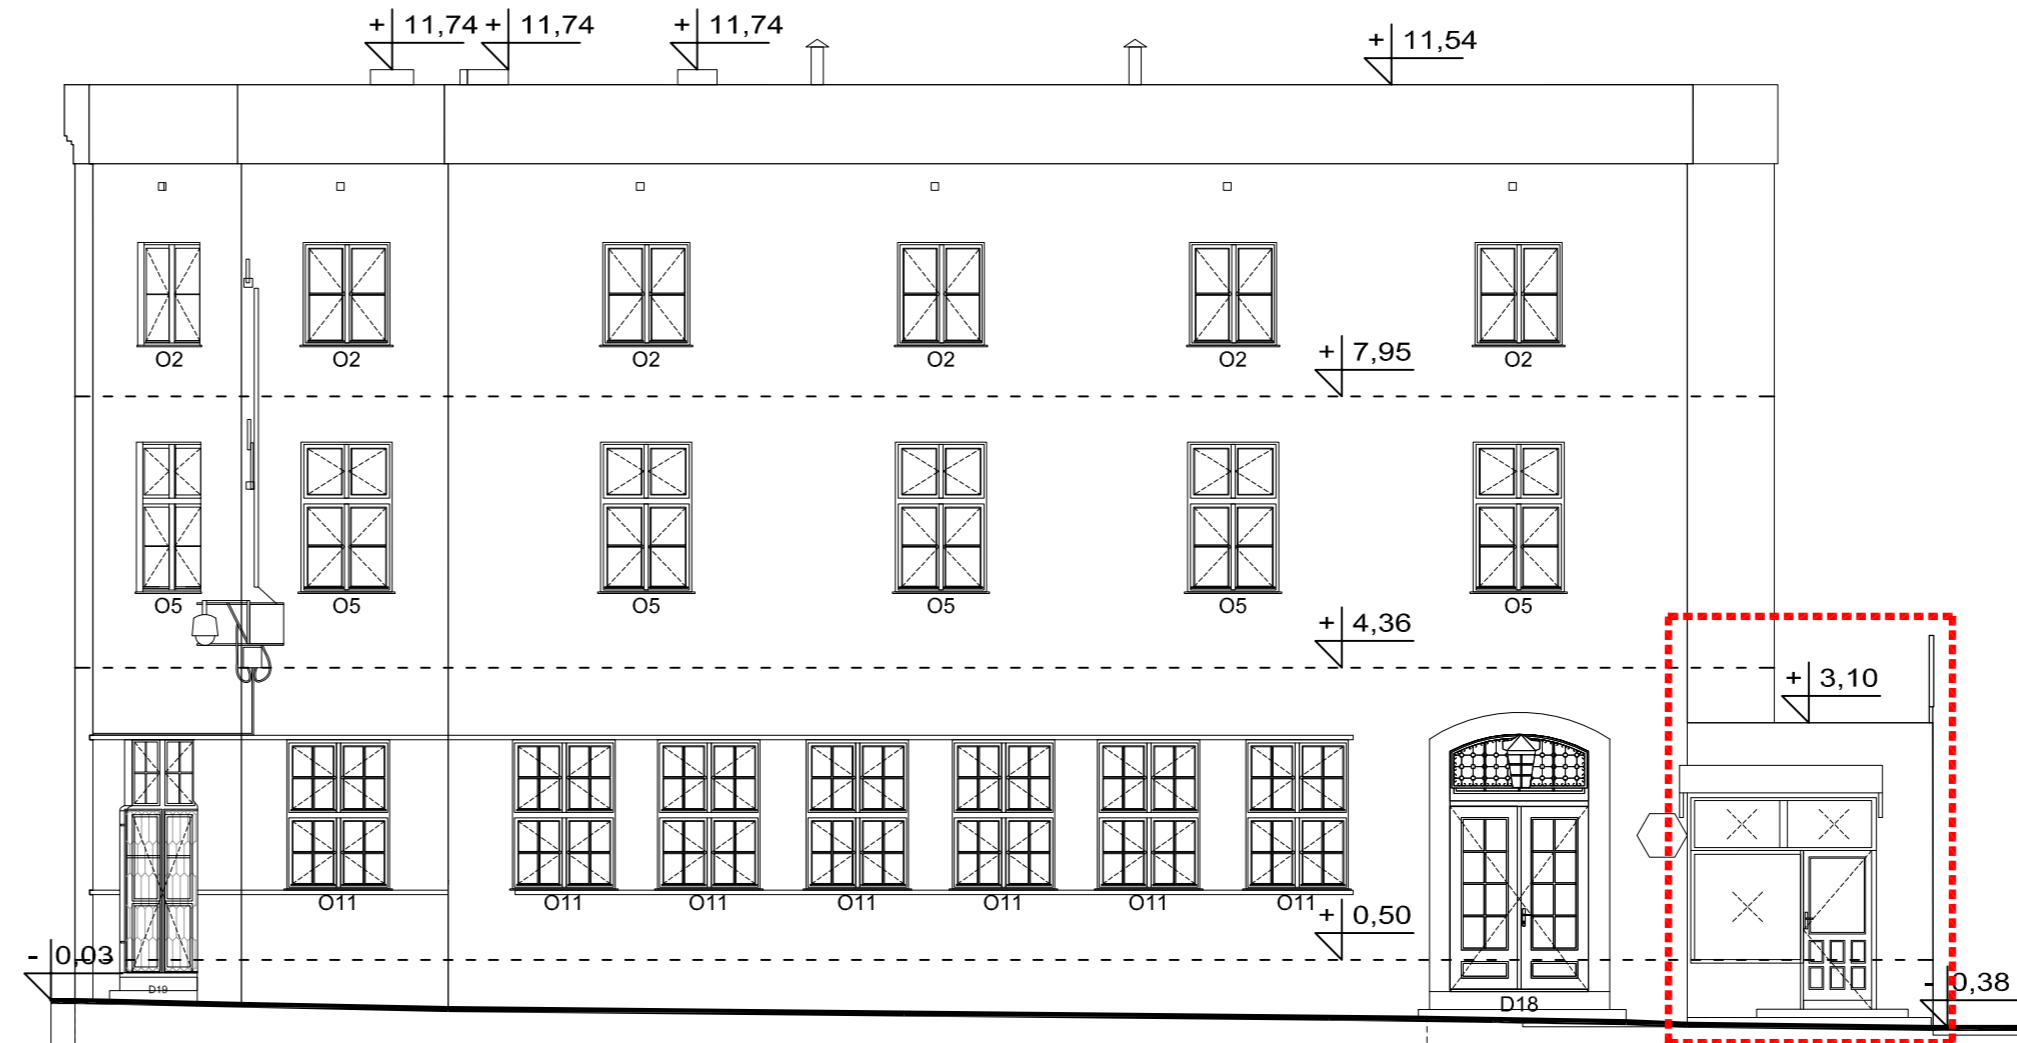 + 11,74 + 11,74 + 11,74
+ 11,54
O2 O2 O2 O2 O2 O2
+ 7,95
O5 O5 O5 O5 O5 O5
+ 4,36
+ 3,10
O11 O11 O11 O11 O11 O11 O11
+ 0,50
- 0,03
D19
D18
- 0,38